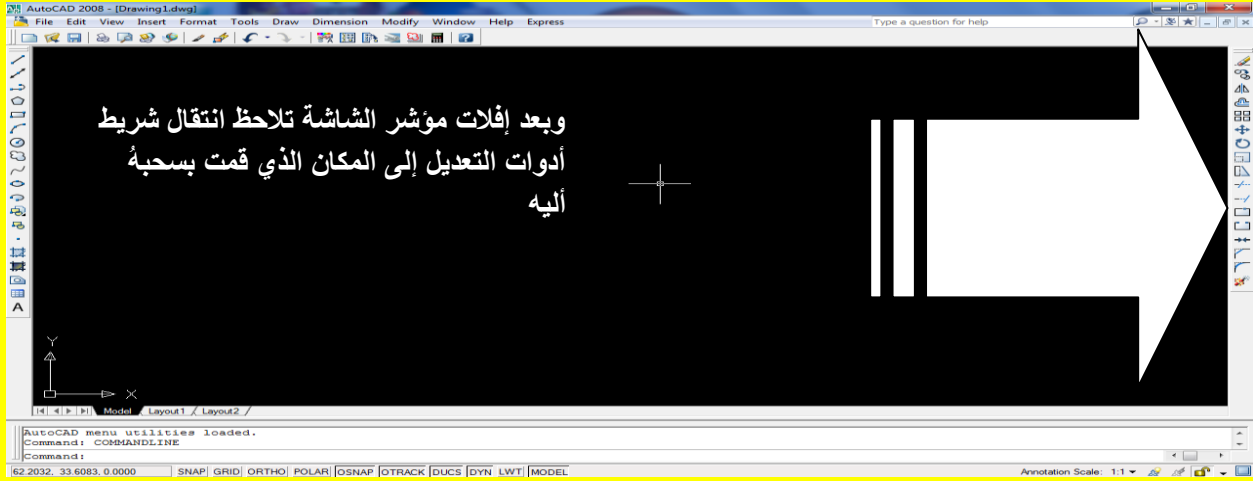 AutoCAD 2008 - [Drawing1.dwg]
File Edit View Insert Format Tools Draw Dimension Modify Window Help Express
Type a question for help
وبعد إفلات مؤشر الشاشة تلاحظ انتقال شريط
أدوات التعديل إلى المكان الذي قمت بسحبهُ
أليه
A
Y
X
Model Layout1 Layout2
AutoCAD menu utilities loaded.
Command: COMMANDLINE
Command:
62.2032, 33.6083, 0.0000 SNAP GRID ORTHO POLAR OSNAP OTRACK DUCS DYN LWT MODEL Annotation Scale: 1:1